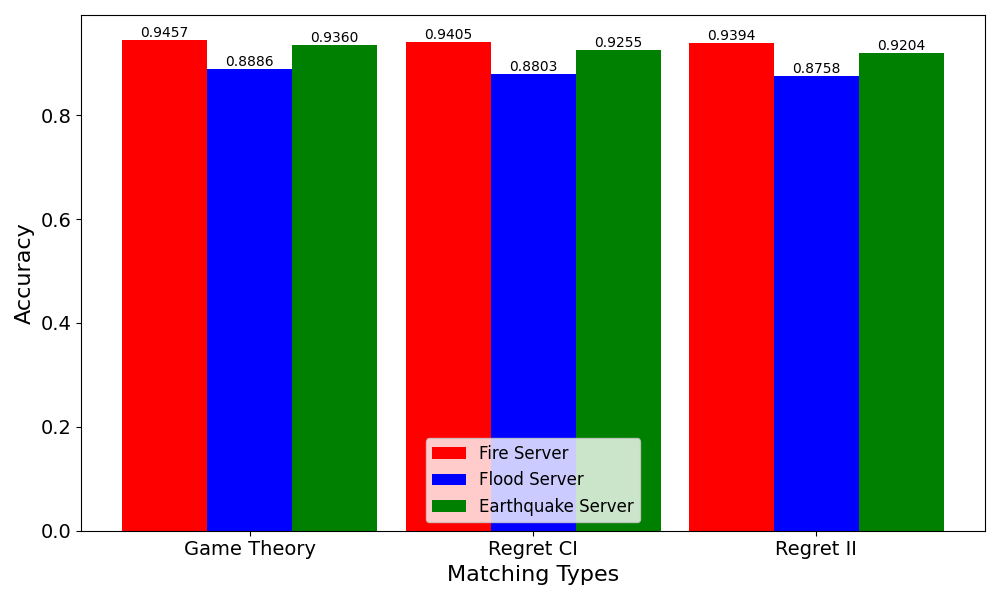 0.9457
0.8886
0.9360
0.9405
0.8803
0.9255
0.9394
0.8758
0.9204
0.8
0.6
0.4
0.2
0.0
Accuracy
Fire Server
Flood Server
Earthquake Server
Game Theory
Regret CI
Regret II
Matching Types